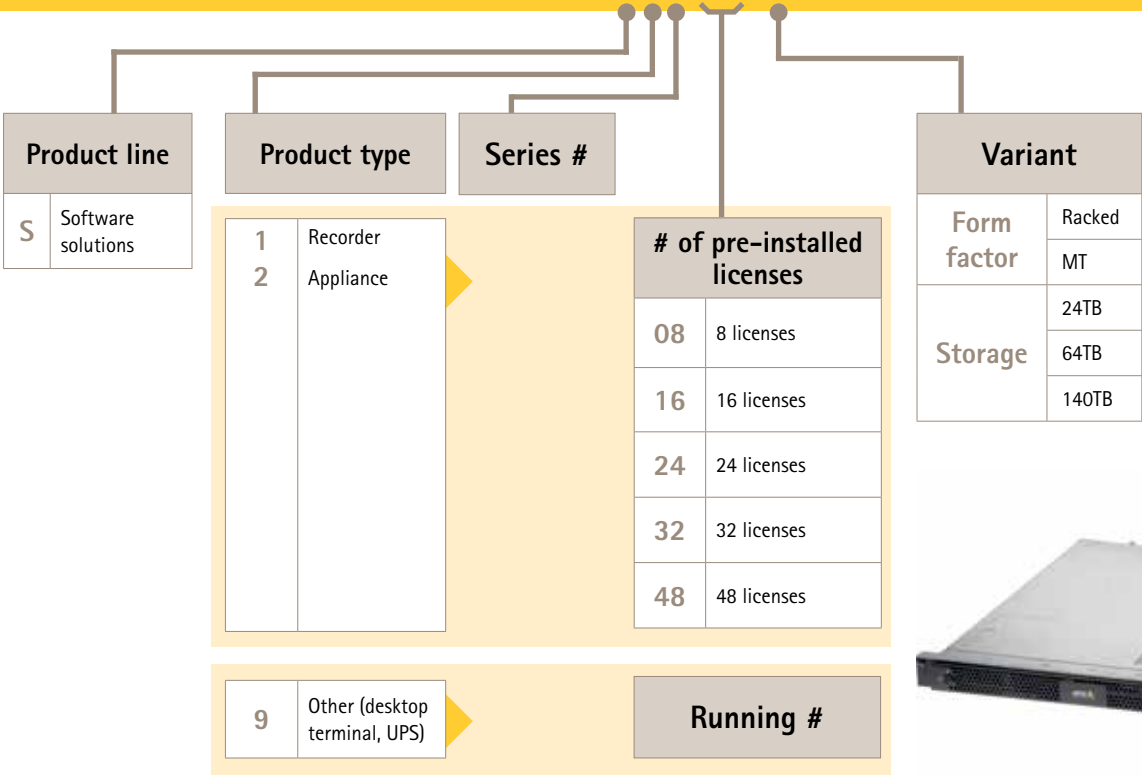 Product line
S
Software
solutions
Product type
1
Recorder
2
Appliance
Series #
# of pre-installed
licenses
08
8 licenses
16
16 licenses
24
24 licenses
32
32 licenses
48
48 licenses
9
Other (desktop
terminal, UPS)
Running #
Variant
Form
factor
Racked
MT
Storage
24TB
64TB
140TB